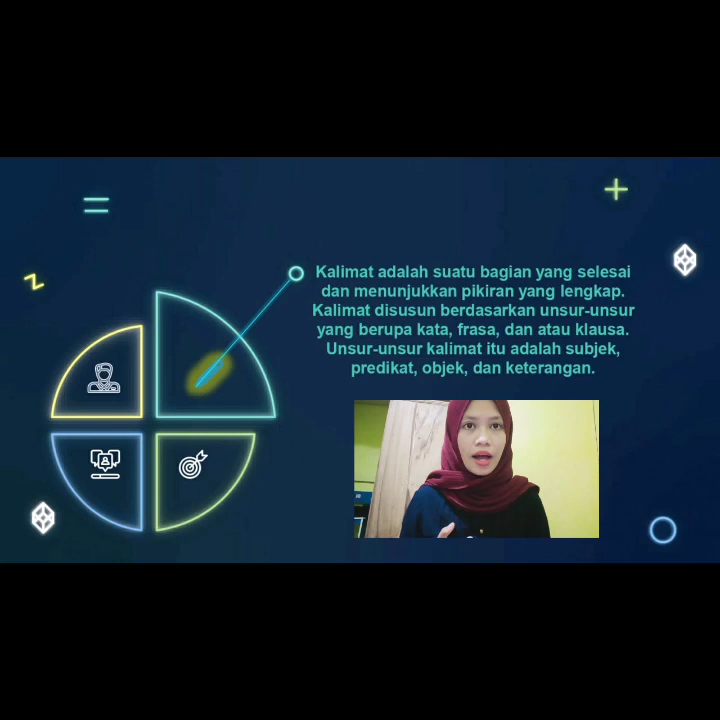 Kalimat adalah suatu bagian yang selesai
dan menunjukkan pikiran yang lengkap.
Kalimat disusun berdasarkan unsur-unsur
yang berupa kata, frasa, dan atau klausa.
Unsur-unsur kalimat itu adalah subjek,
predikat, objek, dan keterangan.